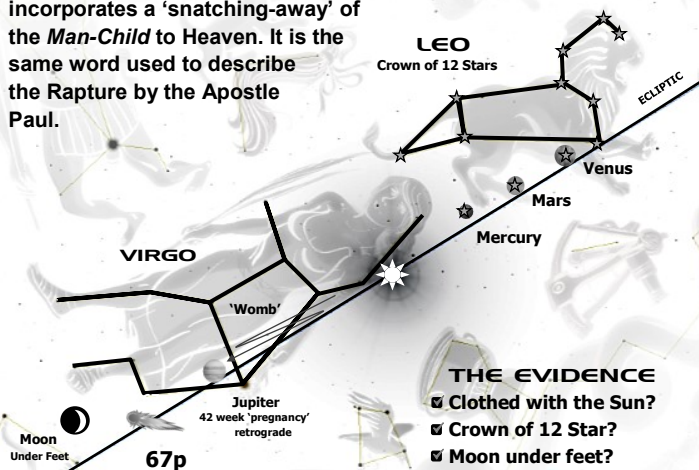 incorporates a ‘snatching-away’ of
the Man-Child to Heaven. It is the
same word used to describe
the Rapture by the Apostle
Paul.
LEO
Crown of 12 Stars
ECLIPTIC
Venus
Mars
Mercury
VIRGO
‘Womb’
Jupiter
42 week ‘pregnancy’
retrograde
Moon
Under Feet
67p
THE EVIDENCE
☑ Clothed with the Sun?
☑ Crown of 12 Star?
☑ Moon under feet?